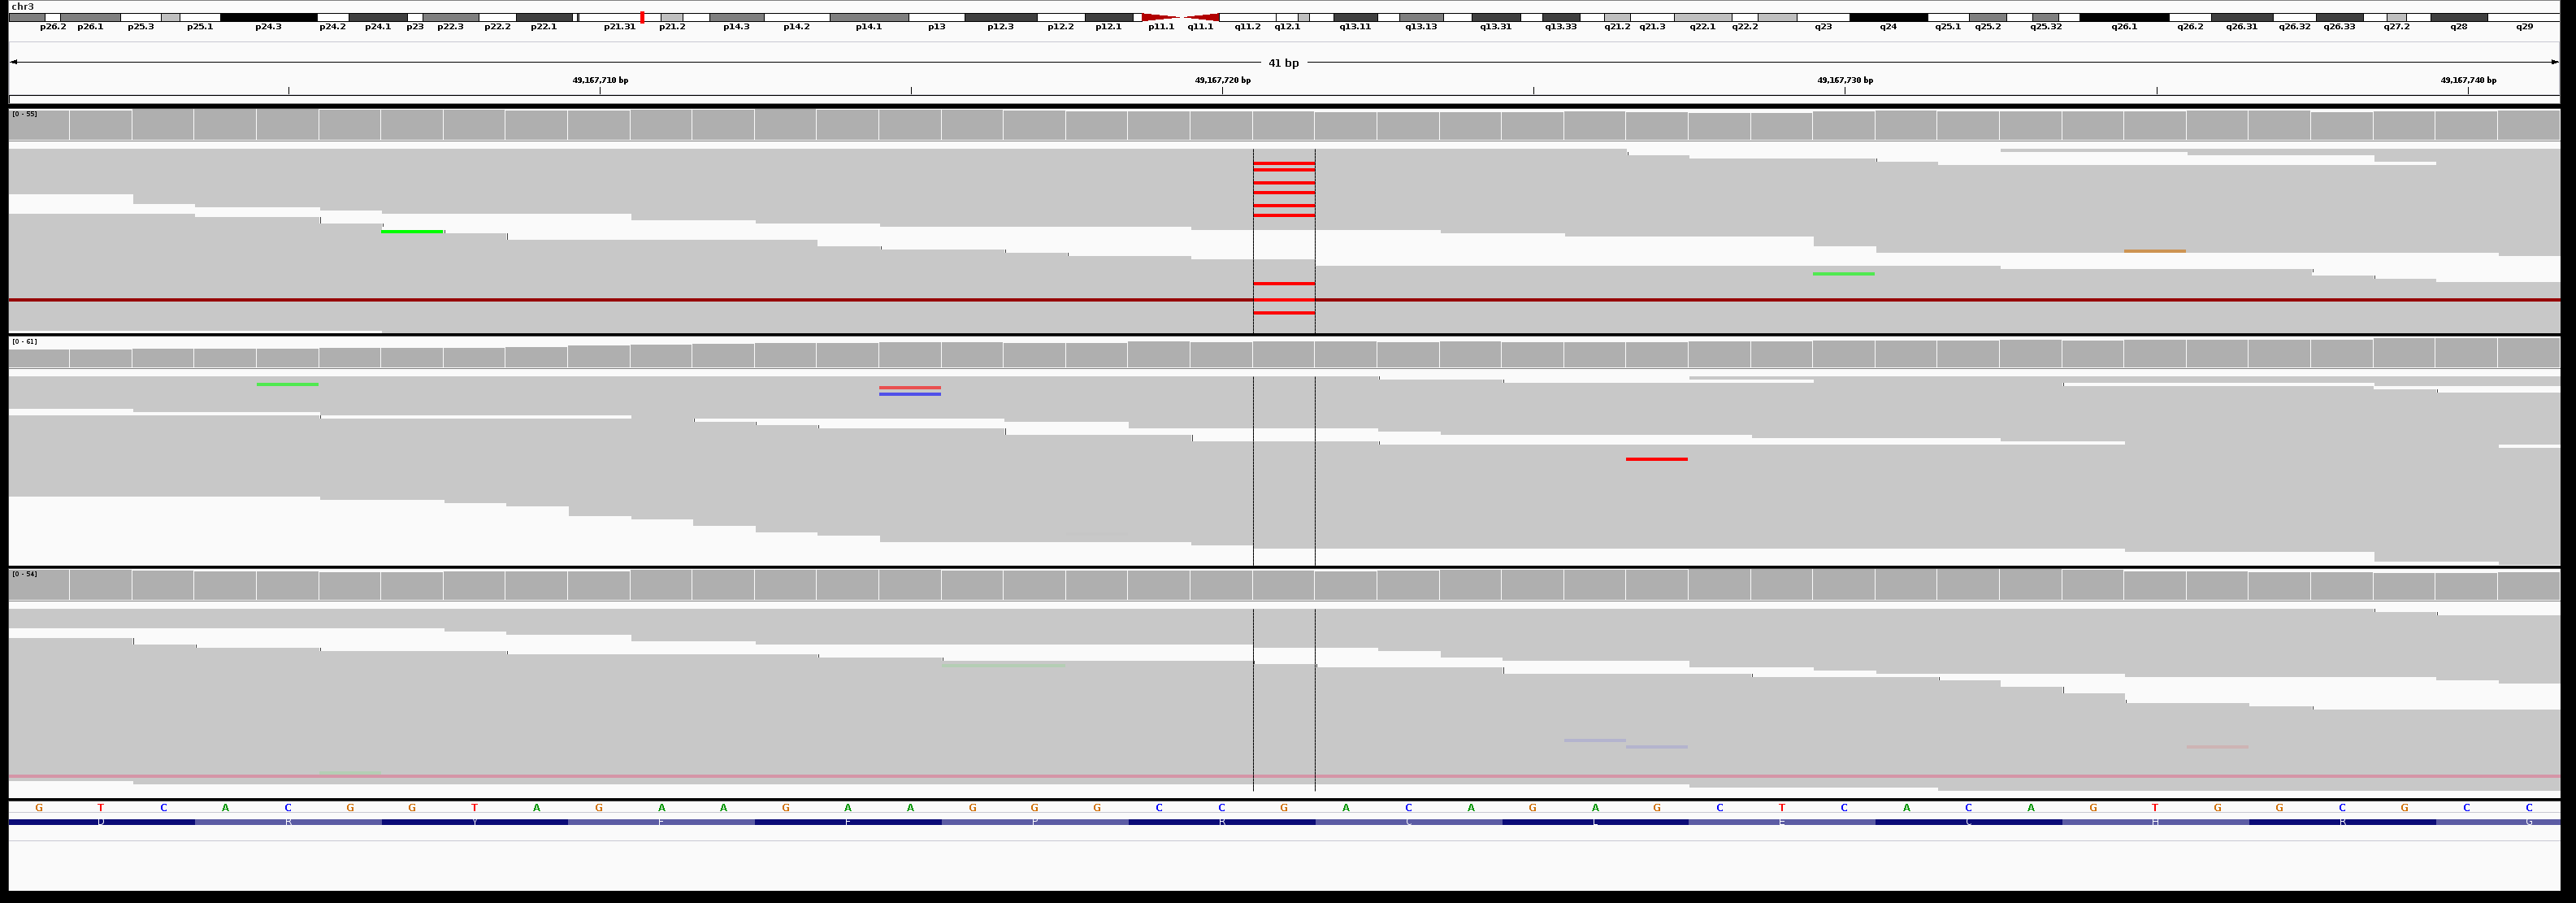 chr3
p26.2 p26.1 p25.3 p25.1 p24.3 p24.2 p24.1 p23 p22.3 p22.2 p22.1 p21.31 p21.2 p14.3 p14.2 p14.1 p13 p12.3 p12.2 p12.1 p11.1 q11.1 q11.2 q12.1 q13.11 q13.13 q13.31 q13.33 q21.2 q21.3 q22.1 q22.2 q23 q24 q25.1 q25.2 q25.32 q26.1 q26.2 q26.31 q26.32 q26.33 q27.2 q28 q29
41 bp
49,167,710 bp 49,167,720 bp 49,167,730 bp 49,167,740 bp
[0 - 55]
[0 - 61]
[0 - 54]
G T C A C G G T A G A A G A A G G G C C G A C A G A G C T C A C A G T G G C G C C
D R Y F F P R C L E C H R G